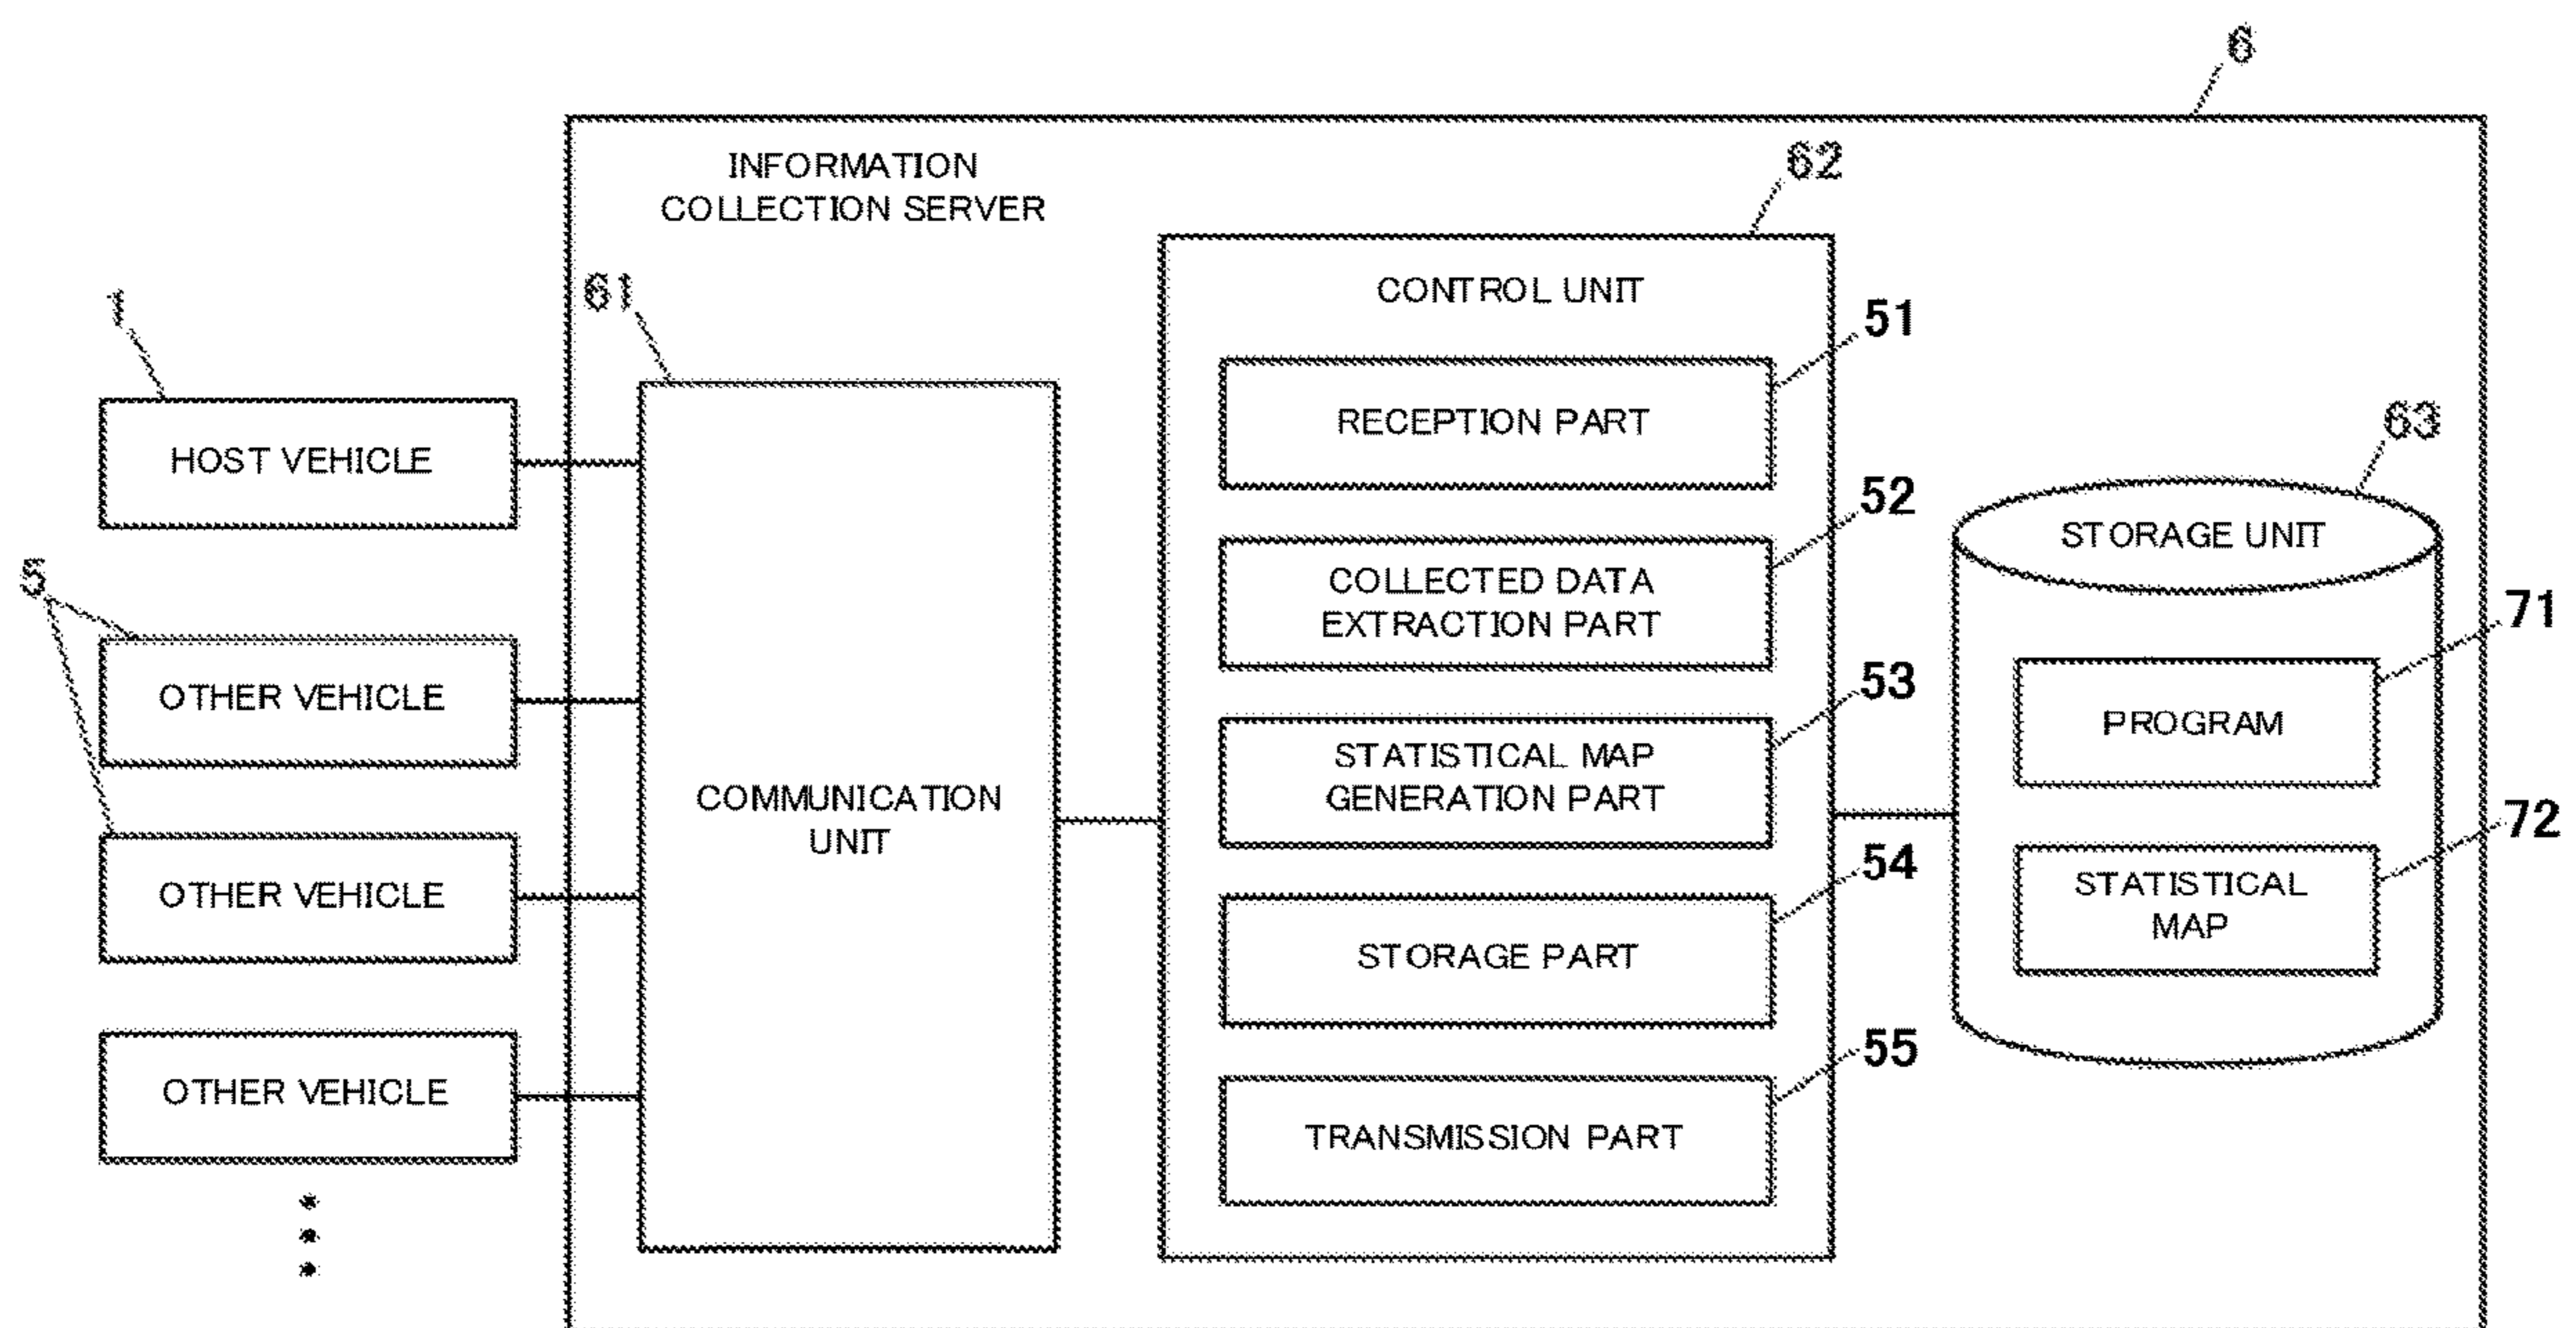 6
INFORMATION
COLLECTION SERVER
62
61
CONTROL UNIT
1
51
RECEPTION PART
HOST VEHICLE
63
52
STORAGE UNIT
5
COLLECTED DATA
EXTRACTION PART
71
53
OTHER VEHICLE
PROGRAM
STATISTICAL MAP
GENERATION PART
COMMUNICATION
UNIT
72
54
OTHER VEHICLE
STATISTICAL
MAP
STORAGE PART
55
OTHER VEHICLE
TRANSMISSION PART